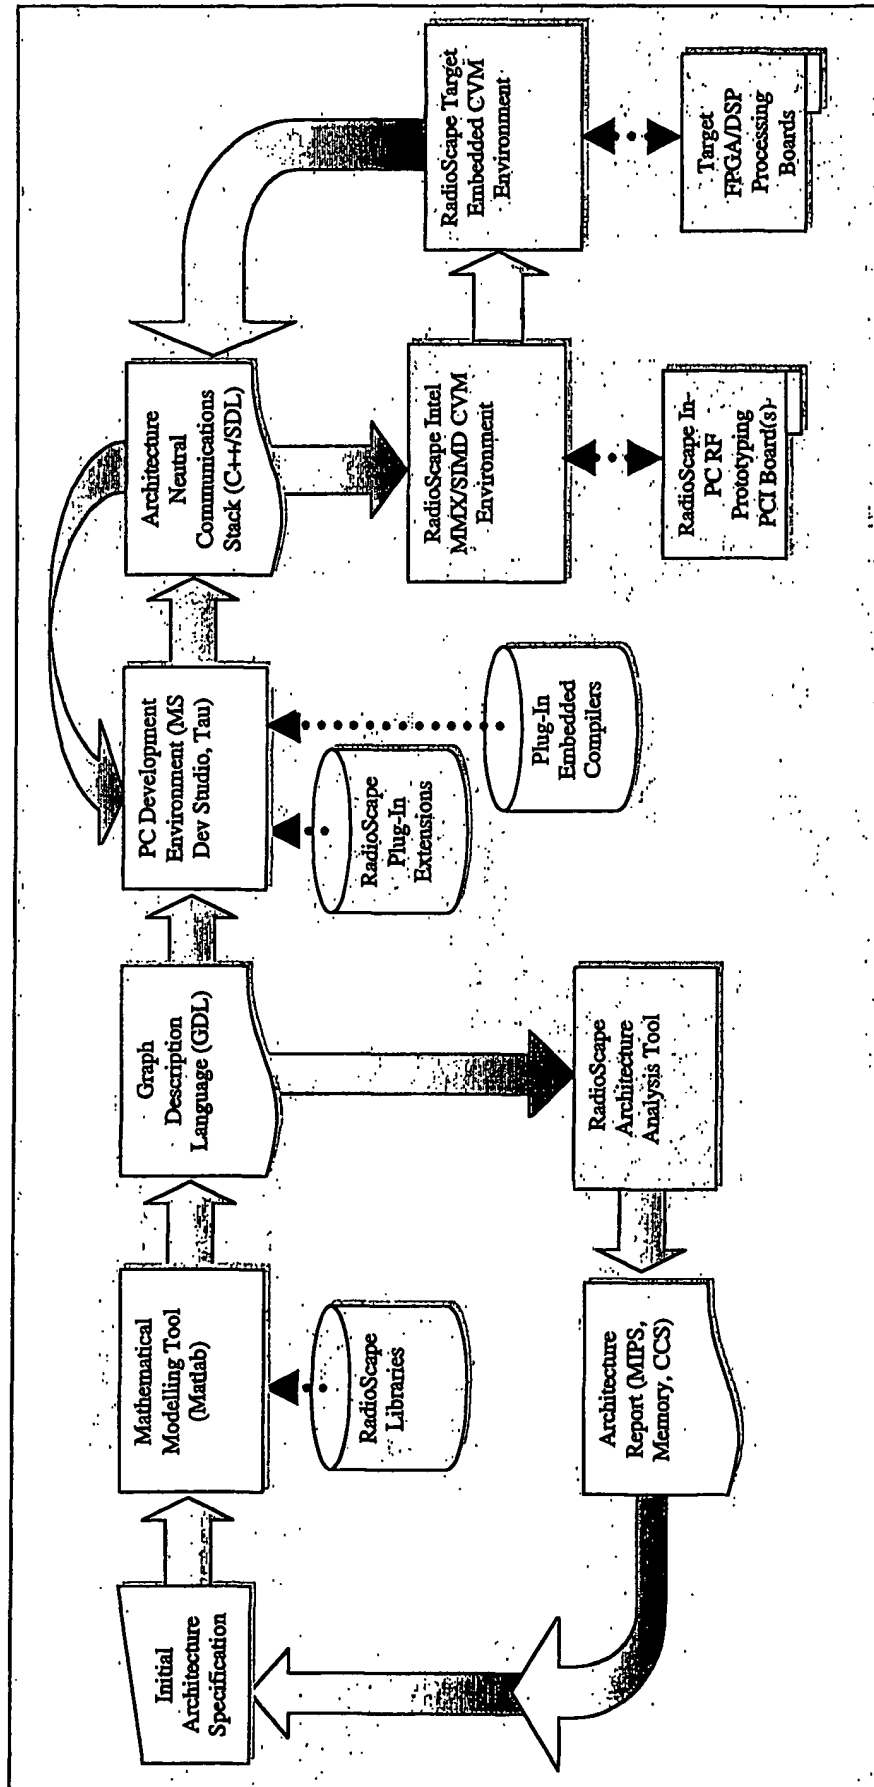 Initial
Architecture
Specification
Mathematical
Modelling Tool
(Matlab)
Graph
Description
Language (GDL)
PC Development
Environment (MS
Dev Studio, Tau)
Architecture
Neutral
Communications
Stack (C++/SDL)
RadioScape Target
Embedded CVM
Environment
RadioScape
Libraries
RadioScape
Plug-In
Extensions
Plug-In
Embedded
Compilers
RadioScape Intel
MMX/SIMD CVM
Environment
Target
FPGA/DSP
Processing
Boards
RadioScape In-
PC RF
Prototyping
PCI Board(s)
Architecture
Report (MIPS,
Memory, CCS)
RadioScape
Architecture
Analysis Tool